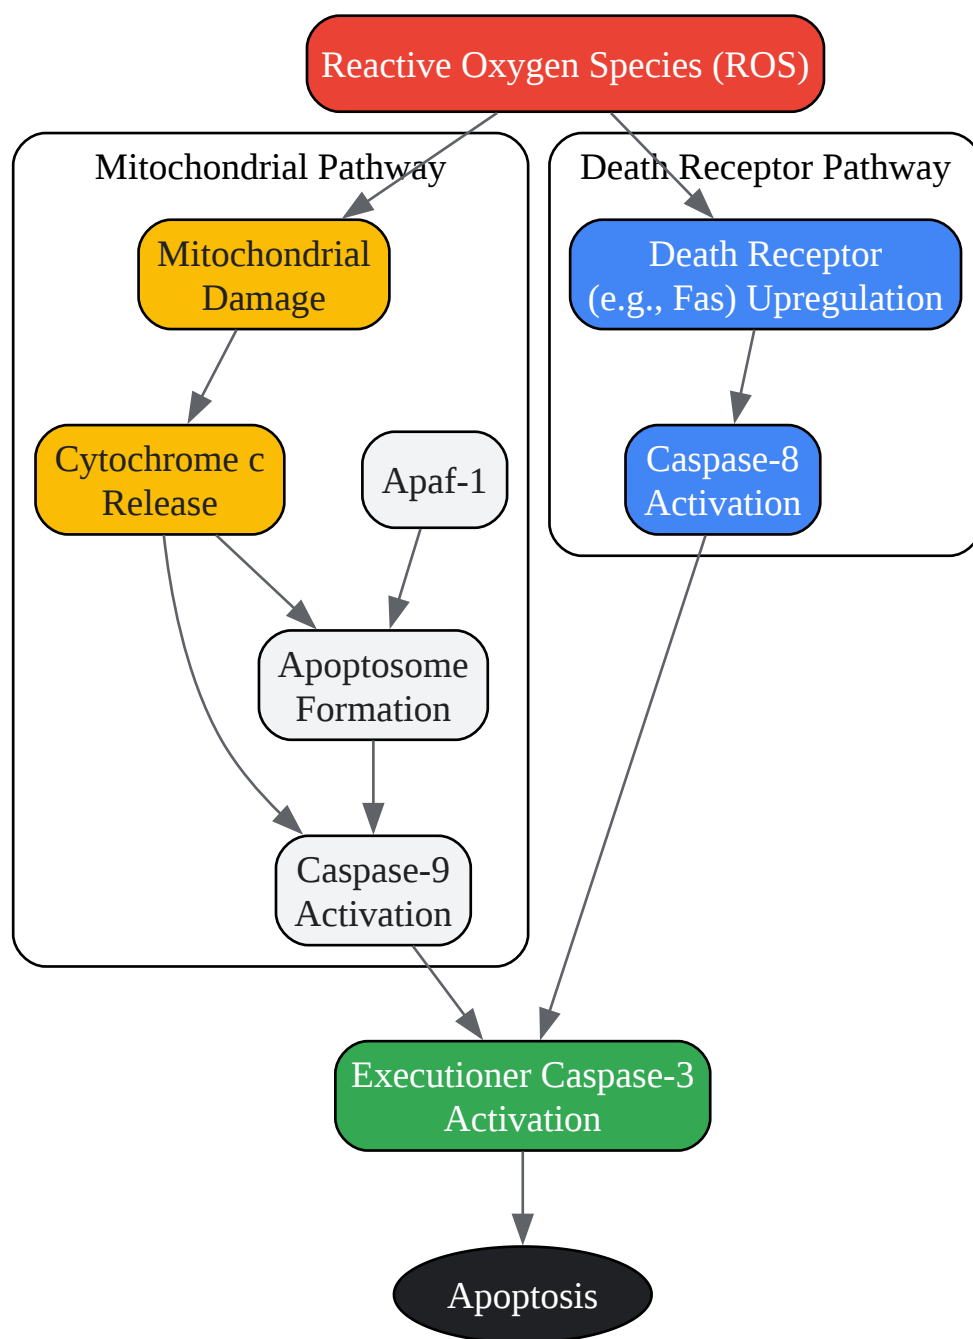 Reactive Oxygen Species (ROS)
Mitochondrial Pathway
Death Receptor Pathway
Mitochondrial
Damage
Death Receptor
(e.g., Fas) Upregulation
Cytochrome c
Release
Apaf-1
Caspase-8
Activation
Apoptosome
Formation
Caspase-9
Activation
Executioner Caspase-3
Activation
Apoptosis